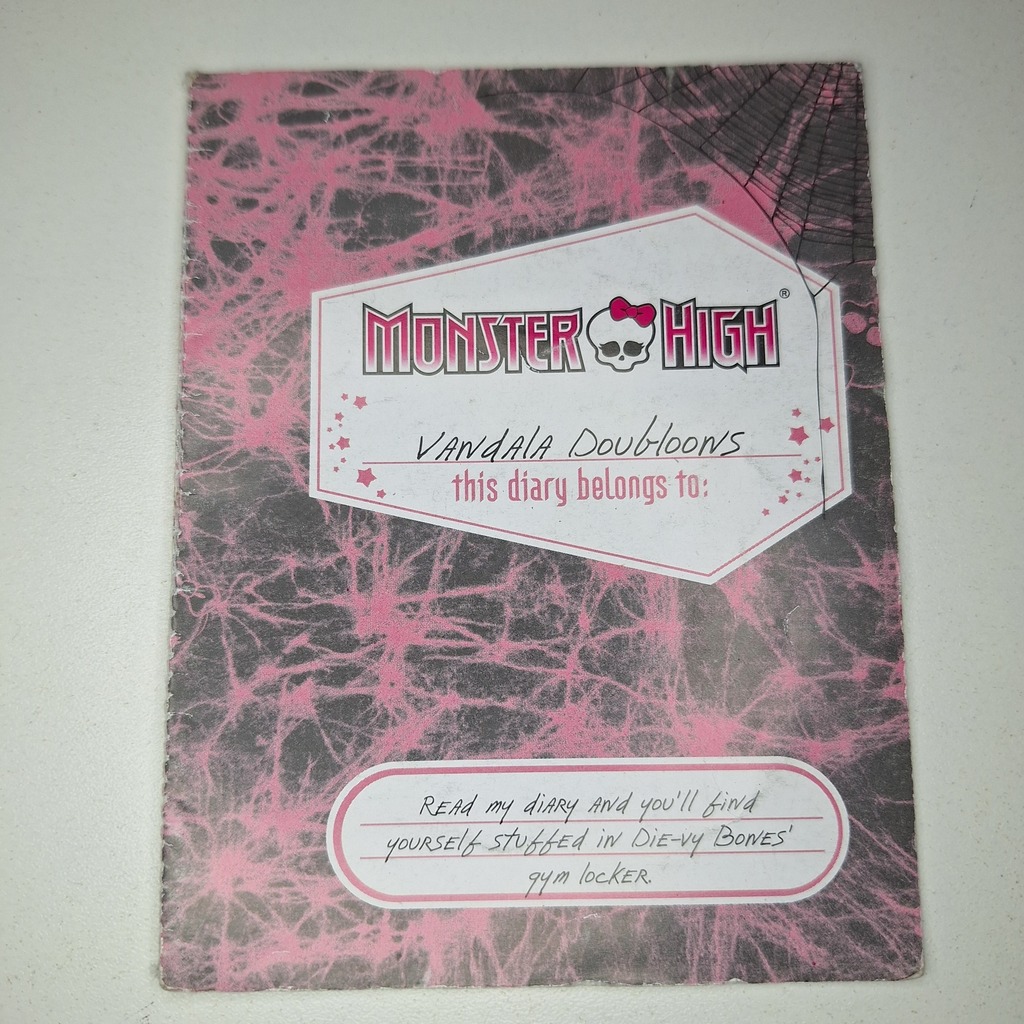 MONSTER HIGH®
VANDALA DOUBLOONS
this diary belongs to:
READ my diARy ANd you'll find
yourself stuffed in Die-vy Bones'
gym locker.